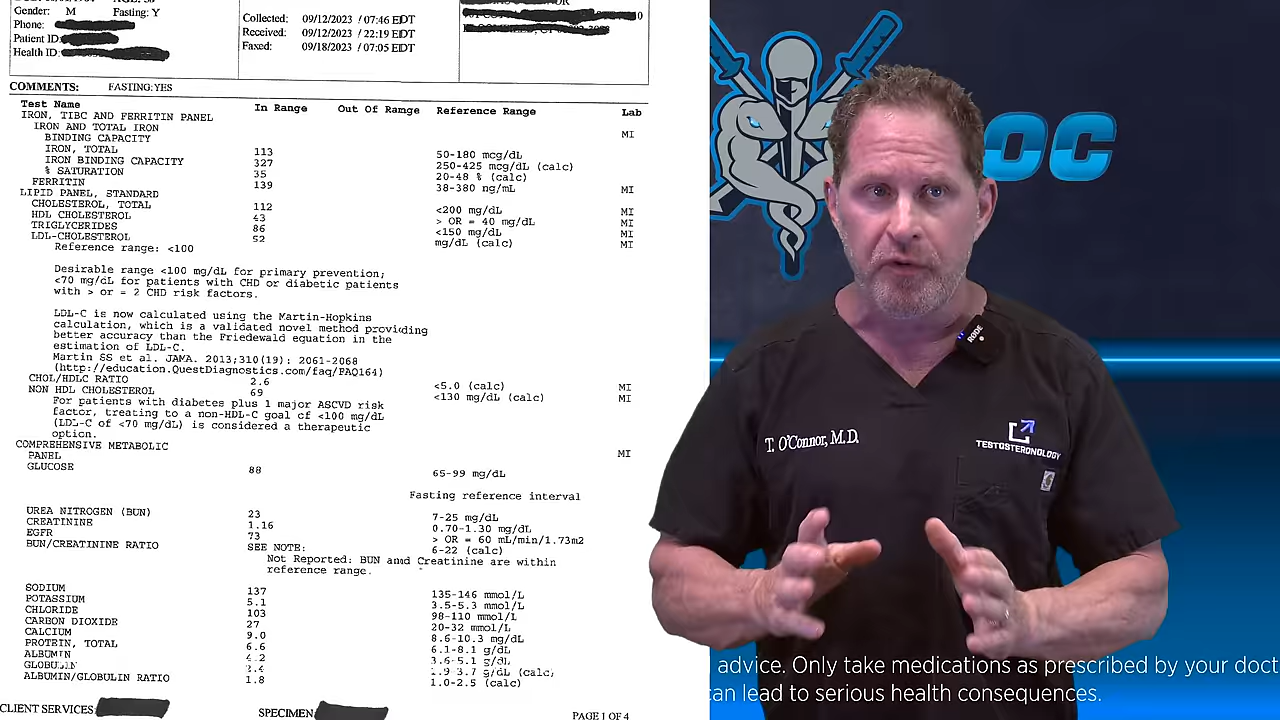 Gender: M Fasting: Y
Phone:
Patient ID:
Health ID:
Collected: 09/12/2023 / 07:46 EDT
Received: 09/12/2023 / 22:19 EDT
Faxed: 09/18/2023 / 07:05 EDT
COMMENTS: FASTING:YES
Test Name In Range Out Of Range Reference Range Lab
IRON, TIBC AND FERRITIN PANEL
IRON AND TOTAL IRON MI
BINDING CAPACITY
IRON, TOTAL 113 50-180 mcg/dL
IRON BINDING CAPACITY 327 250-425 mcg/dL (calc)
% SATURATION 35 20-48 % (calc)
FERRITIN 139 38-380 ng/mL MI
LIPID PANEL, STANDARD
CHOLESTEROL, TOTAL 112 <200 mg/dL MI
HDL CHOLESTEROL 43 > OR = 40 mg/dL MI
TRIGLYCERIDES 86 <150 mg/dL MI
LDL-CHOLESTEROL 52 mg/dL (calc) MI
Reference range: <100
Desirable range <100 mg/dL for primary prevention;
<70 mg/dL for patients with CHD or diabetic patients
with > or = 2 CHD risk factors.
LDL-C is now calculated using the Martin-Hopkins
calculation, which is a validated novel method providing
better accuracy than the Friedewald equation in the
estimation of LDL-C.
Martin SS et al. JAMA. 2013;310(19): 2061-2068
(http://education.QuestDiagnostics.com/faq/FAQ164)
CHOL/HDLC RATIO 2.6 <5.0 (calc) MI
NON HDL CHOLESTEROL 69 <130 mg/dL (calc) MI
For patients with diabetes plus 1 major ASCVD risk
factor, treating to a non-HDL-C goal of <100 mg/dL
(LDL-C of <70 mg/dL) is considered a therapeutic
option.
COMPREHENSIVE METABOLIC
PANEL MI
GLUCOSE 88 65-99 mg/dL
Fasting reference interval
UREA NITROGEN (BUN) 23 7-25 mg/dL
CREATININE 1.16 0.70-1.30 mg/dL
EGFR 73 > OR = 60 mL/min/1.73m2
BUN/CREATININE RATIO SEE NOTE: 6-22 (calc)
Not Reported: BUN and Creatinine are within
reference range.
SODIUM 137 135-146 mmol/L
POTASSIUM 5.1 3.5-5.3 mmol/L
CHLORIDE 103 98-110 mmol/L
CARBON DIOXIDE 27 20-32 mmol/L
CALCIUM 9.0 8.6-10.3 mg/dL
PROTEIN, TOTAL 6.6 6.1-8.1 g/dL
ALBUMIN 4.2 3.6-5.1 g/dL
GLOBULIN 2.4 1.9-3.7 g/dL (calc)
ALBUMIN/GLOBULIN RATIO 1.8 1.0-2.5 (calc)
CLIENT SERVICES: SPECIMEN: PAGE 1 OF 4
OC
RODE
T. O'Connor, M.D.
TESTOSTERONOLOGY
advice. Only take medications as prescribed by your doct
can lead to serious health consequences.